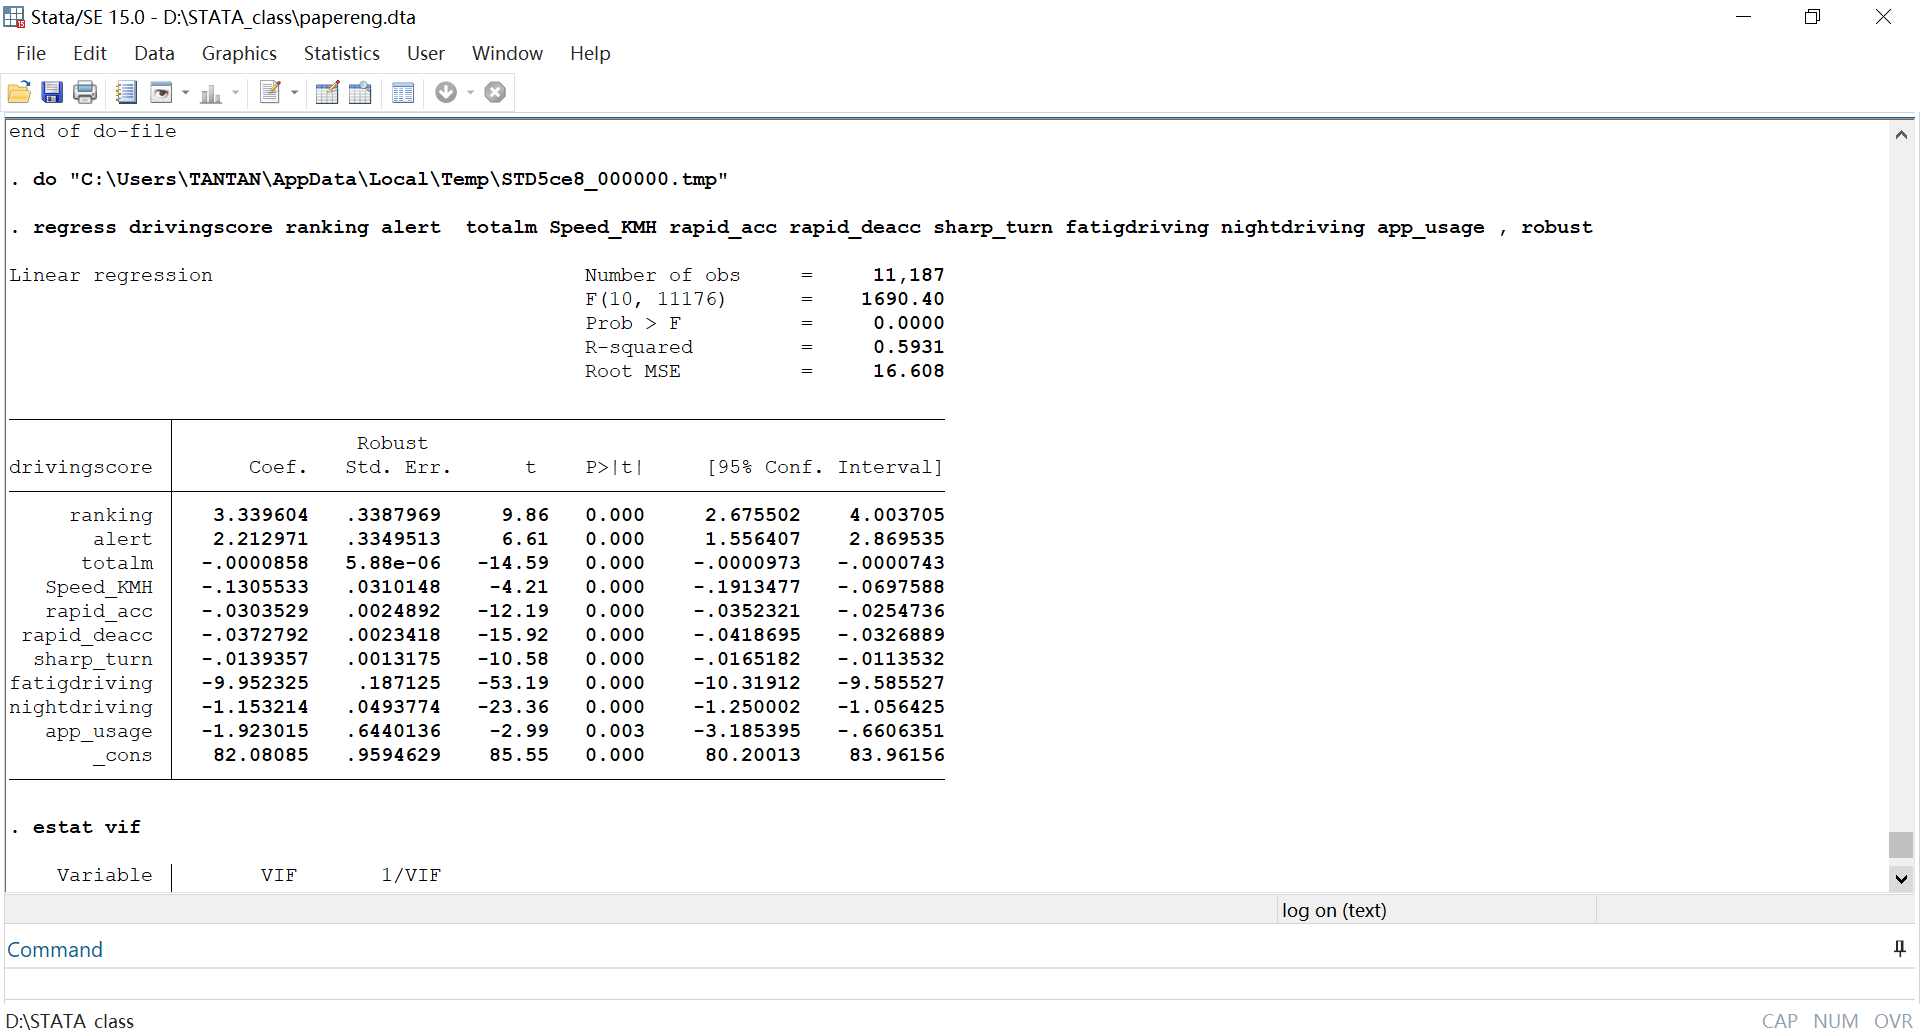 Stata/SE 15.0 - D:\STATA_class\papereng.dta
File Edit Data Graphics Statistics User Window Help
end of do-file
. do "C:\Users\TANTAN\AppData\Local\Temp\STD5ce8_000000.tmp"
. regress drivingscore ranking alert  totalm Speed_KMH rapid_acc rapid_deacc sharp_turn fatigdriving nightdriving app_usage , robust
Linear regression Number of obs = 11,187
F(10, 11176) = 1690.40
Prob > F = 0.0000
R-squared = 0.5931
Root MSE = 16.608
Robust
drivingscore Coef. Std. Err. t P>|t| [95% Conf. Interval]
ranking 3.339604 .3387969 9.86 0.000 2.675502 4.003705
alert 2.212971 .3349513 6.61 0.000 1.556407 2.869535
totalm -.0000858 5.88e-06 -14.59 0.000 -.0000973 -.0000743
Speed_KMH -.1305533 .0310148 -4.21 0.000 -.1913477 -.0697588
rapid_acc -.0303529 .0024892 -12.19 0.000 -.0352321 -.0254736
rapid_deacc -.0372792 .0023418 -15.92 0.000 -.0418695 -.0326889
sharp_turn -.0139357 .0013175 -10.58 0.000 -.0165182 -.0113532
fatigdriving -9.952325 .187125 -53.19 0.000 -10.31912 -9.585527
nightdriving -1.153214 .0493774 -23.36 0.000 -1.250002 -1.056425
app_usage -1.923015 .6440136 -2.99 0.003 -3.185395 -.6606351
_cons 82.08085 .9594629 85.55 0.000 80.20013 83.96156
. estat vif
Variable VIF 1/VIF
log on (text)
Command
D:\STATA_class CAP NUM OVR